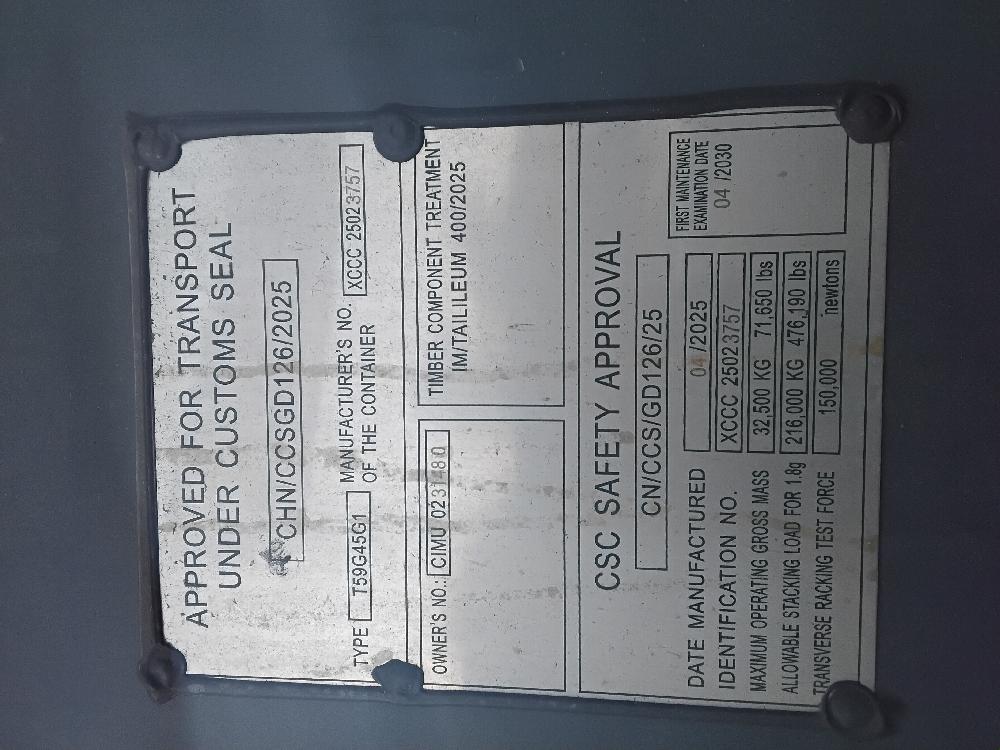 APPROVED FOR TRANSPORT
UNDER CUSTOMS SEAL
CHN/CCSGD126/2025
TYPE T59G45G1 MANUFACTURER'S NO. OF THE CONTAINER XCCC 25023757
OWNER'S NO.: CIMU 0231480
TIMBER COMPONENT TREATMENT
IM/TAILILEUM 400/2025
CSC SAFETY APPROVAL
CN/CCS/GD126/25
DATE MANUFACTURED 04 /2025
IDENTIFICATION NO. XCCC 25023757
MAXIMUM OPERATING GROSS MASS 32,500 KG 71,650 lbs
ALLOWABLE STACKING LOAD FOR 1.8g 216,000 KG 476,190 lbs
TRANSVERSE RACKING TEST FORCE 150,000 newtons
FIRST MAINTENANCE
EXAMINATION DATE
04 /2030